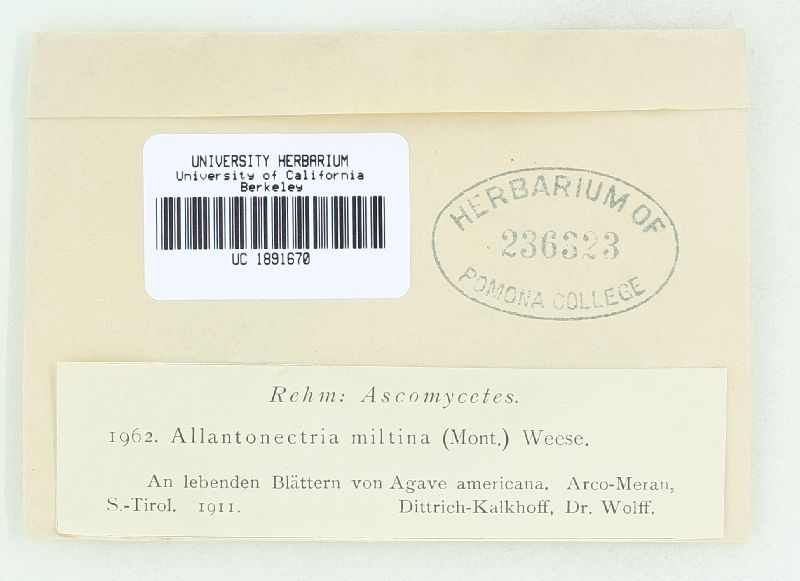 UNIVERSITY HERBARIUM
University of California
Berkeley
UC 1891670
HERBARIUM OF
236323
POMONA COLLEGE
Rehm: Ascomycetes.
1962. Allantonectria miltina (Mont.) Weese.
An lebenden Blättern von Agave americana. Arco-Meran,
S.-Tirol. 1911. Dittrich-Kalkhoff, Dr. Wolff.